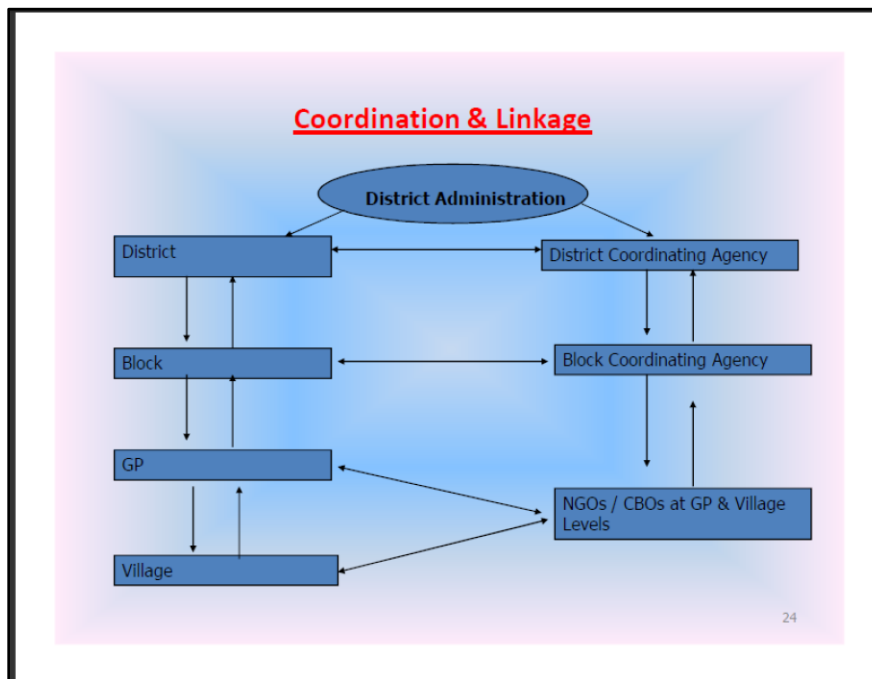 Coordination & Linkage
District Administration
District
District Coordinating Agency
Block
Block Coordinating Agency
GP
NGOs / CBOs at GP & Village
Levels
Village
24